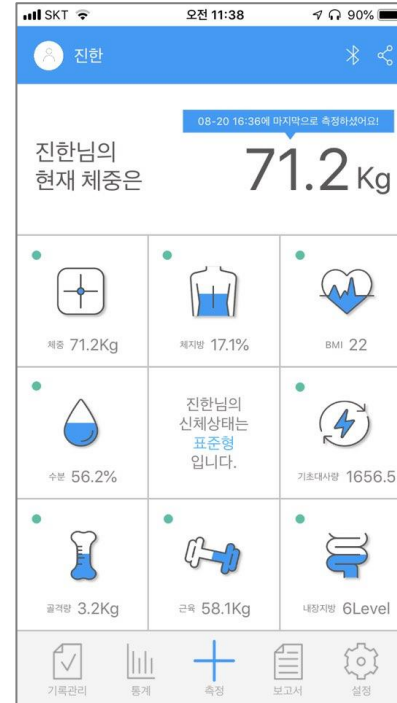 SKT 오전 11:38 90%
진한
08-20 16:36에 마지막으로 측정하셨어요!
진한님의
현재 체중은
71.2 Kg
체중 71.2Kg
체지방 17.1%
BMI 22
수분 56.2%
진한님의
신체상태는
표준형
입니다.
기초대사량 1656.5
골격량 3.2Kg
근육 58.1Kg
내장지방 6Level
기록관리 통계 측정 보고서 설정